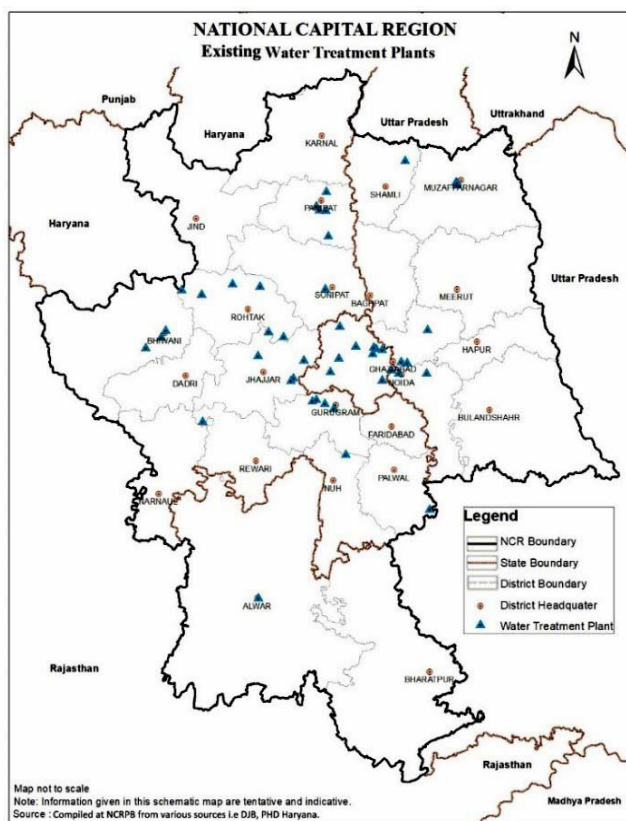 NATIONAL CAPITAL REGION
Existing Water Treatment Plants
N
Punjab
Haryana
Uttar Pradesh
Uttrakhand
KARNAL
SHAMLI
MUZAFFARNAGAR
PANIPAT
Haryana
JIND
Uttar Pradesh
SONIPAT
BAGHPAT
MEERUT
ROHTAK
BHIWANI
HAPUR
GHAZIABAD
DADRI
JHAJJAR
NOIDA
GURUGRAM
BULANDSHAHR
FARIDABAD
REWARI
PALWAL
NUH
NARNAUL
Legend
NCR Boundary
State Boundary
District Boundary
District Headquater
Water Treatment Plant
ALWAR
Rajasthan
BHARATPUR
Rajasthan
Madhya Pradesh
Map not to scale
Note: Information given in this schematic map are tentative and indicative.
Source : Compiled at NCRPB from various sources i.e DJB, PHD Haryana.